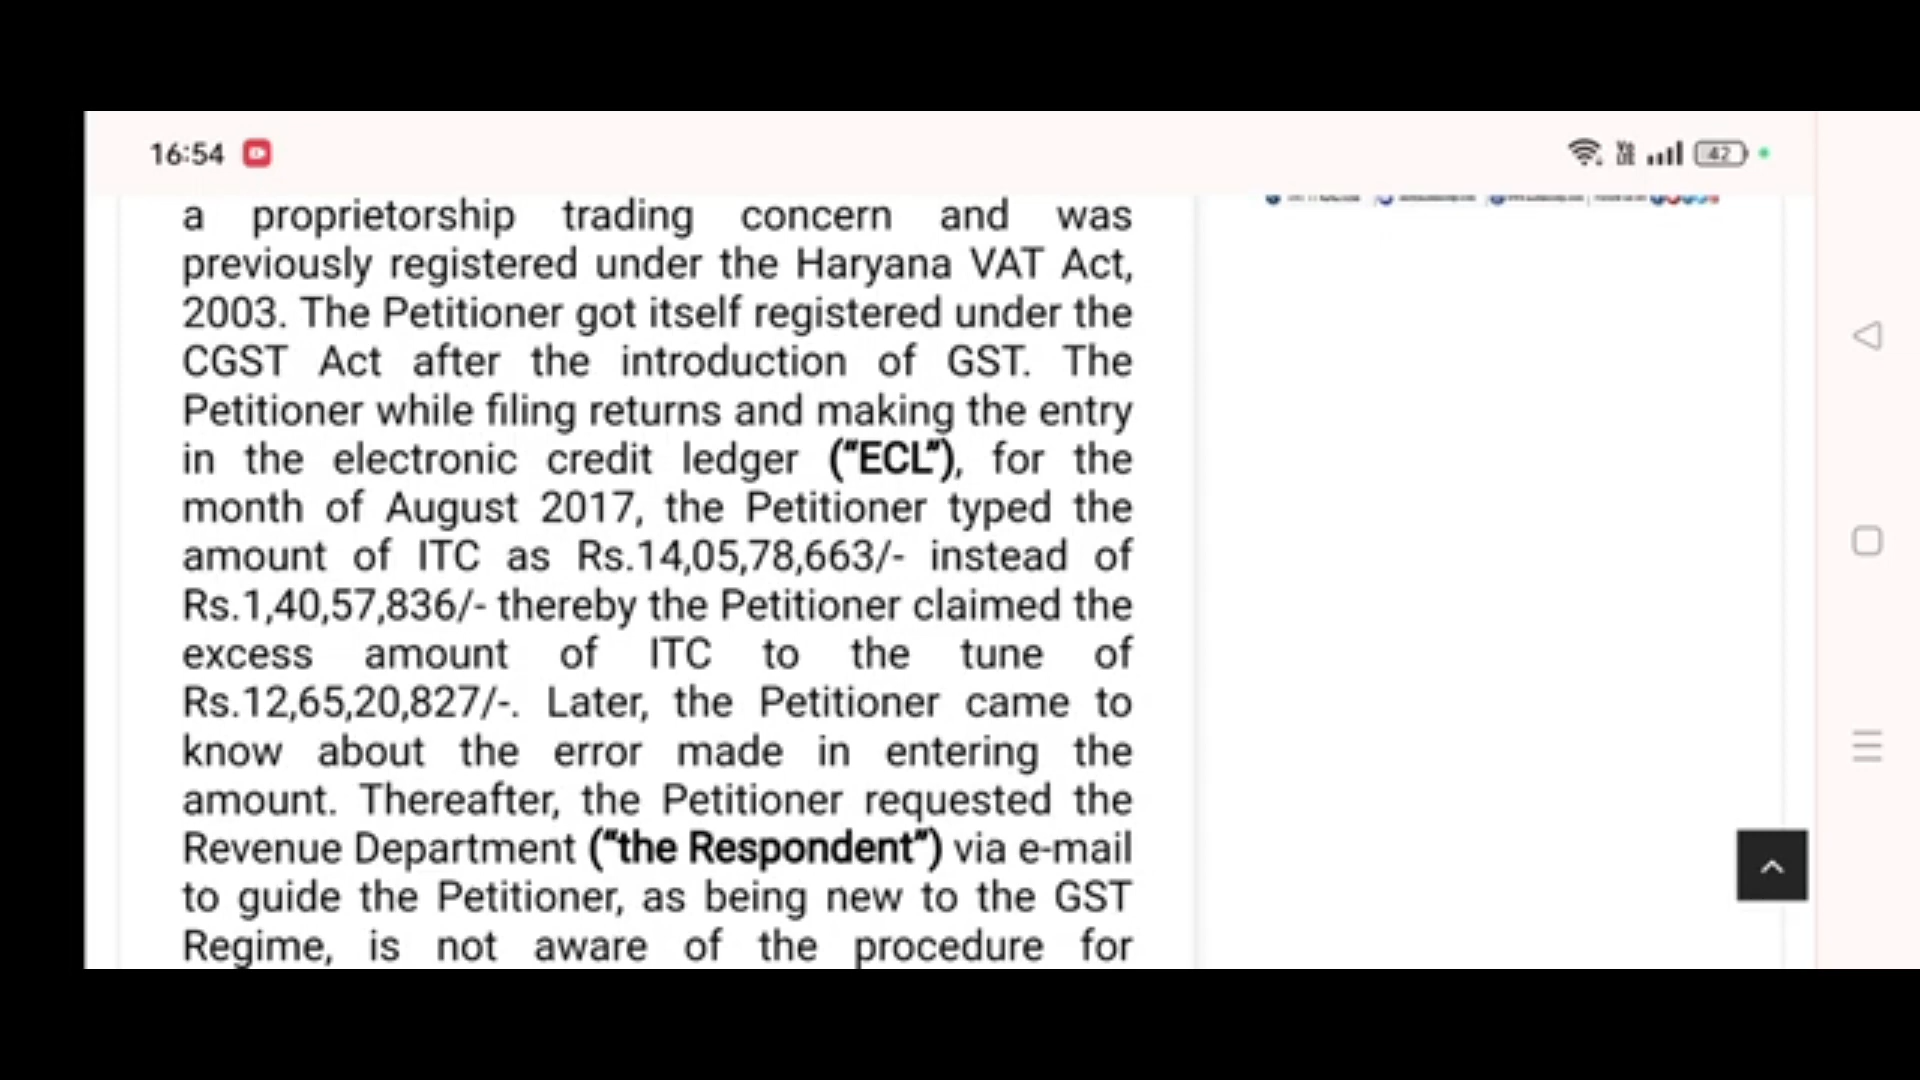 16:54
42
a proprietorship trading concern and was
previously registered under the Haryana VAT Act,
2003. The Petitioner got itself registered under the
CGST Act after the introduction of GST. The
Petitioner while filing returns and making the entry
in the electronic credit ledger (“ECL”), for the
month of August 2017, the Petitioner typed the
amount of ITC as Rs.14,05,78,663/- instead of
Rs.1,40,57,836/- thereby the Petitioner claimed the
excess amount of ITC to the tune of
Rs.12,65,20,827/-. Later, the Petitioner came to
know about the error made in entering the
amount. Thereafter, the Petitioner requested the
Revenue Department (“the Respondent”) via e-mail
to guide the Petitioner, as being new to the GST
Regime, is not aware of the procedure for